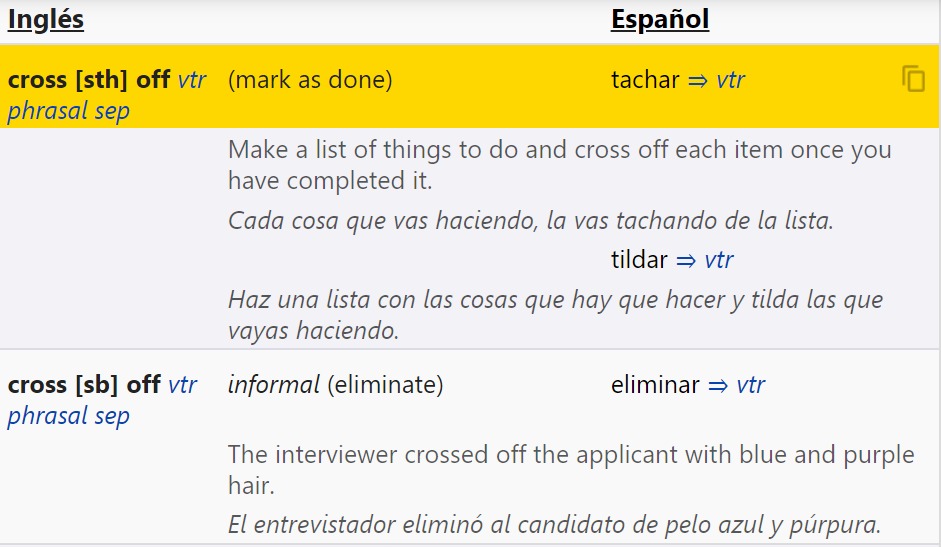 Inglés Español
cross [sth] off vtr (mark as done) tachar ⇒ vtr
phrasal sep
Make a list of things to do and cross off each item once you
have completed it.
Cada cosa que vas haciendo, la vas tachando de la lista.
tildar ⇒ vtr
Haz una lista con las cosas que hay que hacer y tilda las que
vayas haciendo.
cross [sb] off vtr informal (eliminate) eliminar ⇒ vtr
phrasal sep
The interviewer crossed off the applicant with blue and purple
hair.
El entrevistador eliminó al candidato de pelo azul y púrpura.